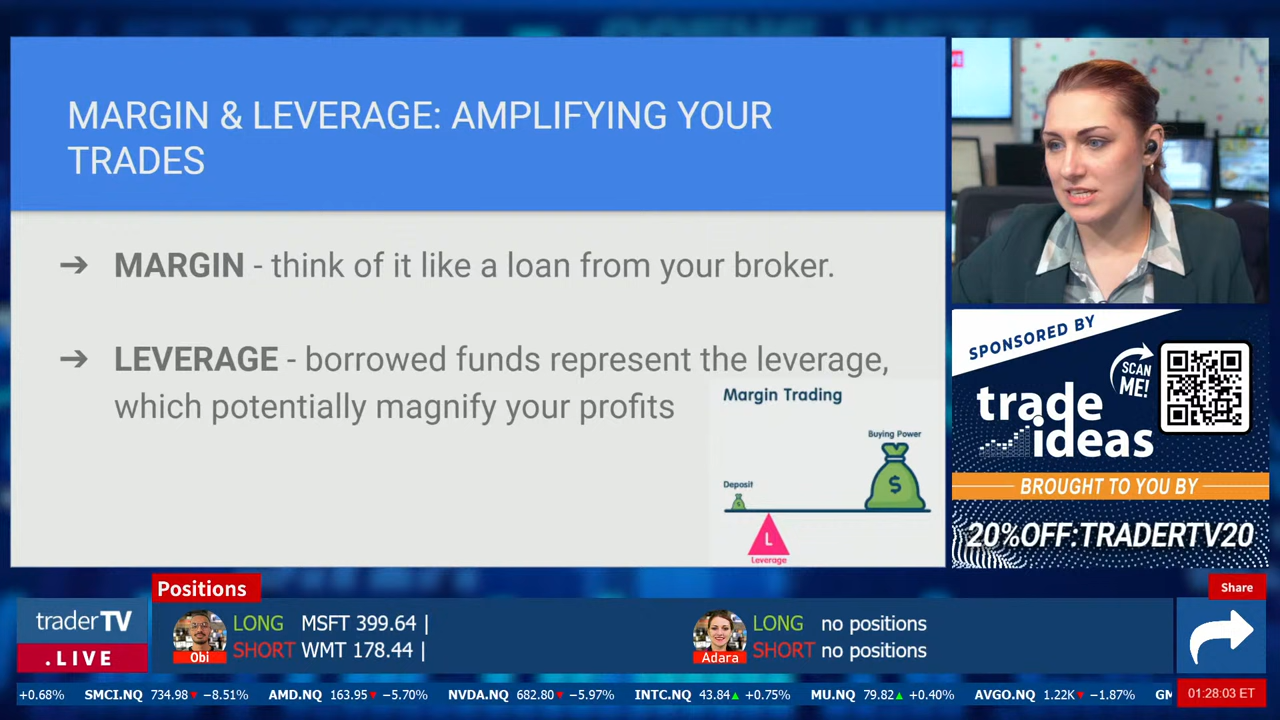 MARGIN & LEVERAGE: AMPLIFYING YOUR
TRADES
➔ MARGIN - think of it like a loan from your broker.
➔ LEVERAGE - borrowed funds represent the leverage,
which potentially magnify your profits
Margin Trading
Buying Power
Deposit
$
L
Leverage
SPONSORED BY
SCAN
ME!
trade
ideas
BROUGHT TO YOU BY
20%OFF:TRADERTV20
Positions
Share
traderTV
.LIVE
Obi
LONG MSFT 399.64 |
SHORT WMT 178.44 |
Adara
LONG no positions
SHORT no positions
+0.68% SMCI.NQ 734.98▼ −8.51% AMD.NQ 163.95▼ −5.70% NVDA.NQ 682.80▼ −5.97% INTC.NQ 43.84▲ +0.75% MU.NQ 79.82▲ +0.40% AVGO.NQ 1.22K▼ −1.87% GM
01:28:03 ET